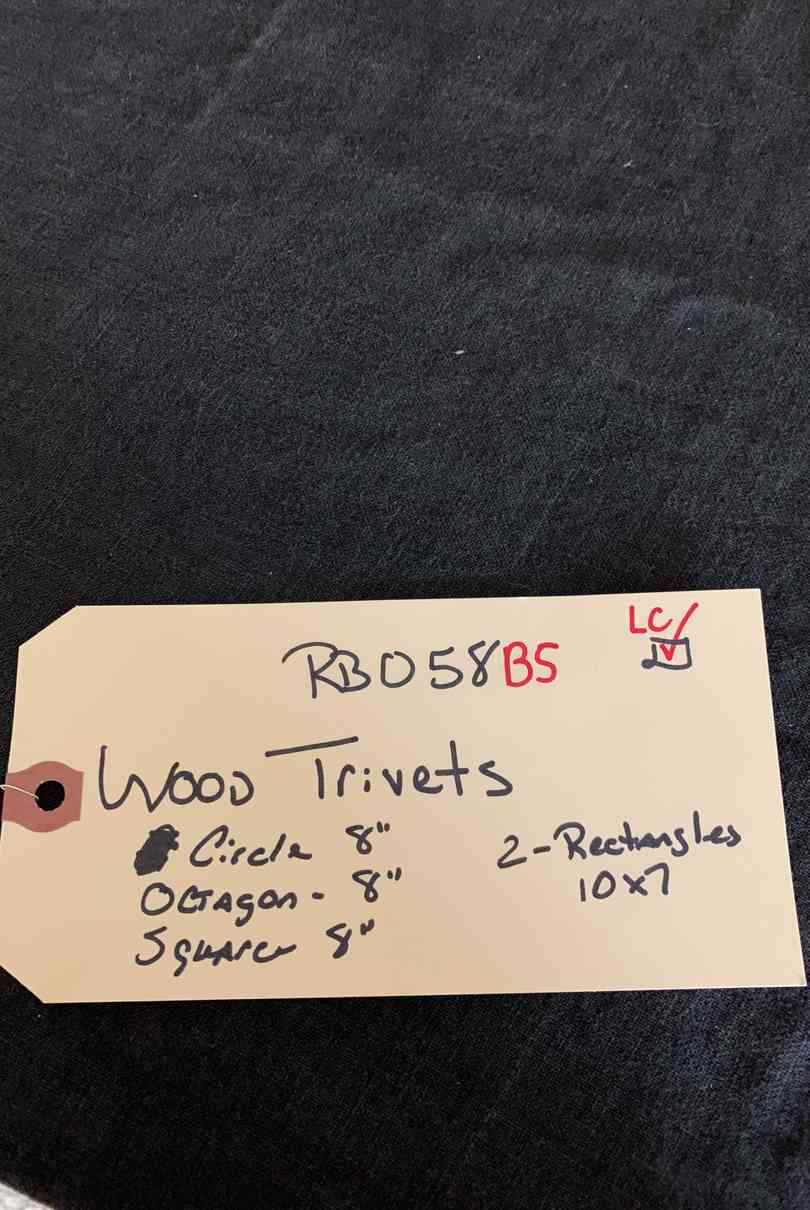 LC
RB058BS
Wood Trivets
Circle 8"
Octagon - 8"
Square 8"
2-Rectangles
10x7